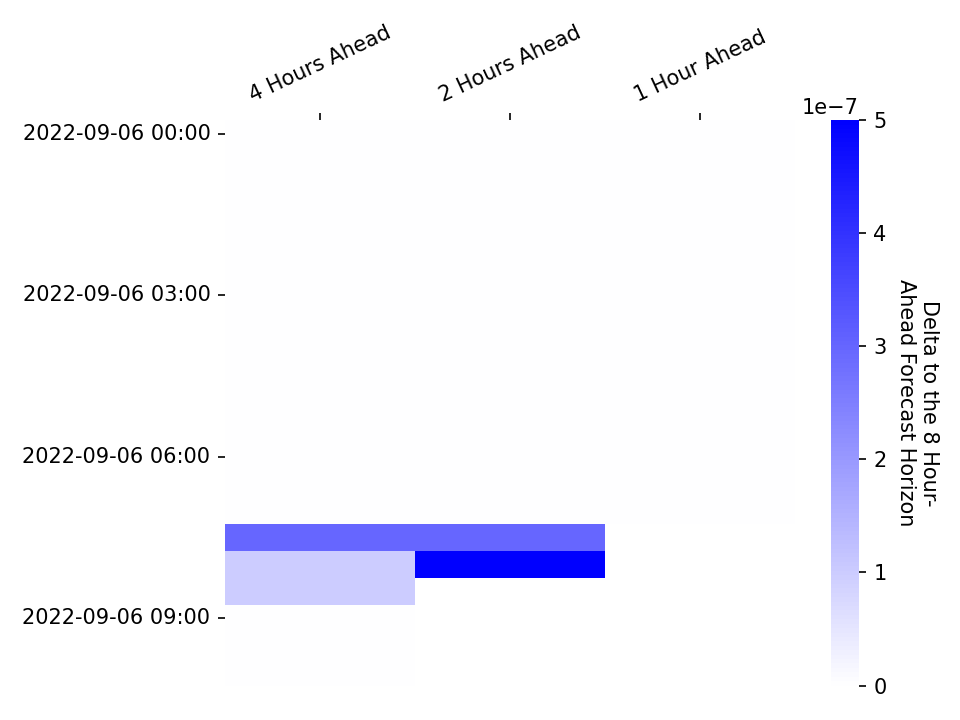 4 Hours Ahead
2 Hours Ahead
1 Hour Ahead
2022-09-06 00:00
2022-09-06 03:00
2022-09-06 06:00
2022-09-06 09:00
1e−7
5
4
3
2
1
0
Delta to the 8 Hour-
Ahead Forecast Horizon